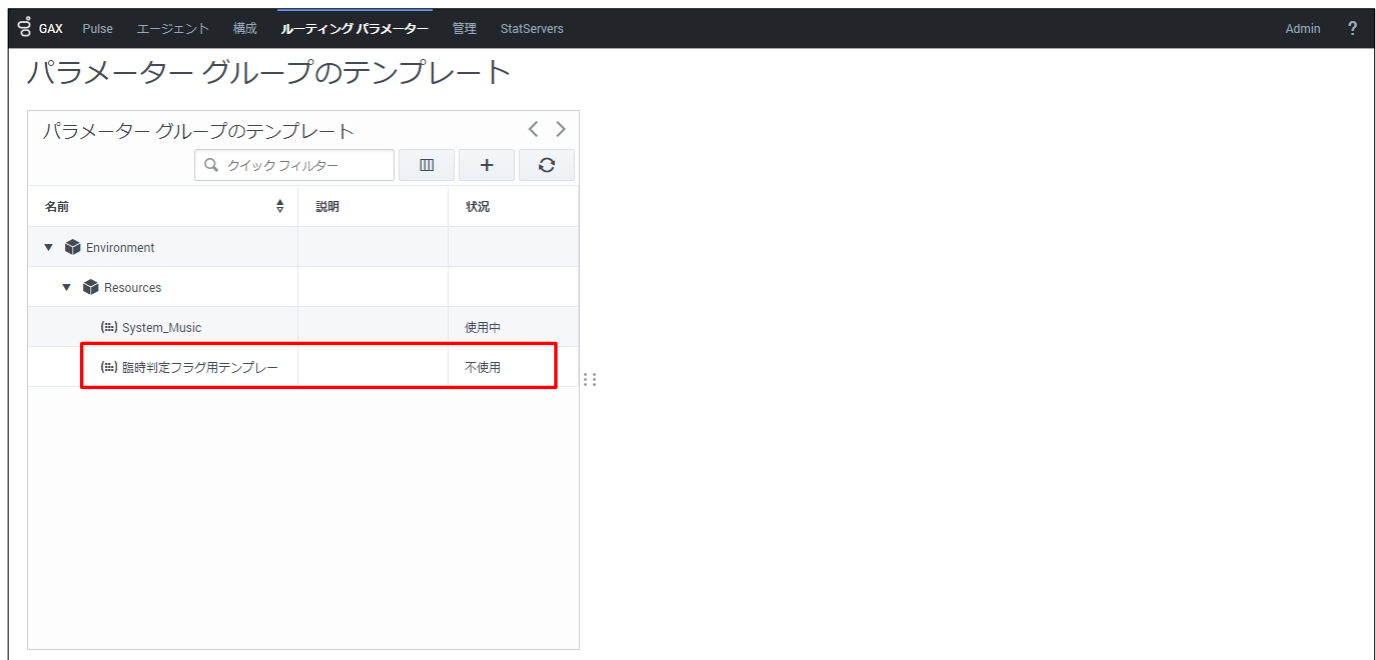 GAX Pulse エージェント 構成 ルーティング パラメーター 管理 StatServers Admin ?
パラメーター グループのテンプレート
パラメーター グループのテンプレート
クイック フィルター
名前 説明 状況
Environment
Resources
System_Music 使用中
臨時判定フラグ用テンプレー 不使用